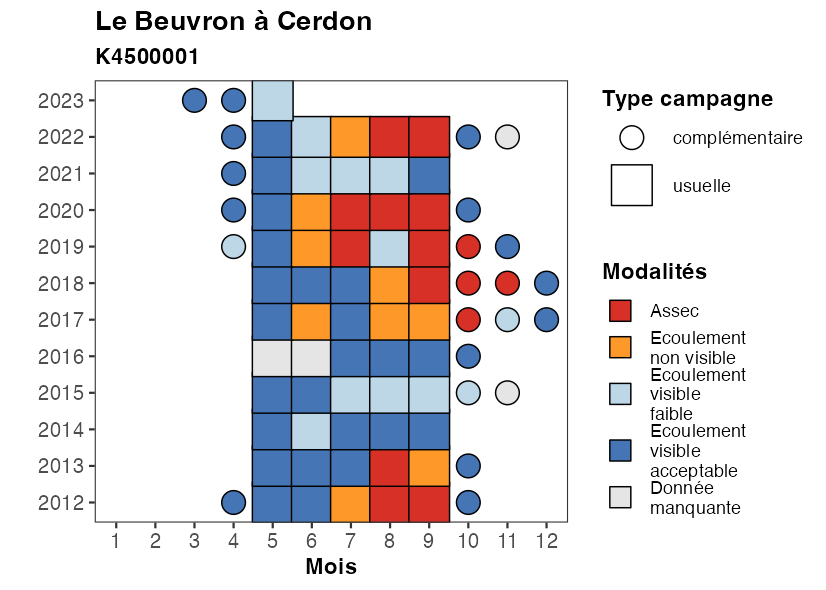 Le Beuvron à Cerdon
K4500001
2023
2022
2021
2020
2019
2018
2017
2016
2015
2014
2013
2012
1 2 3 4 5 6 7 8 9 10 11 12
Mois
Type campagne
complémentaire
usuelle
Modalités
Assec
Ecoulement
non visible
Ecoulement
visible
faible
Ecoulement
visible
acceptable
Donnée
manquante